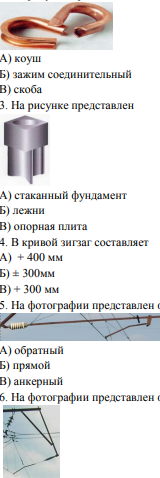 А) коуш
Б) зажим соединительный
В) скоба
3. На рисунке представлен
А) стаканный фундамент
Б) лежни
В) опорная плита
4. В кривой зигзаг составляет
А) + 400 мм
Б) ± 300мм
В) + 300 мм
5. На фотографии представлен
А) обратный
Б) прямой
В) анкерный
6. На фотографии представлен